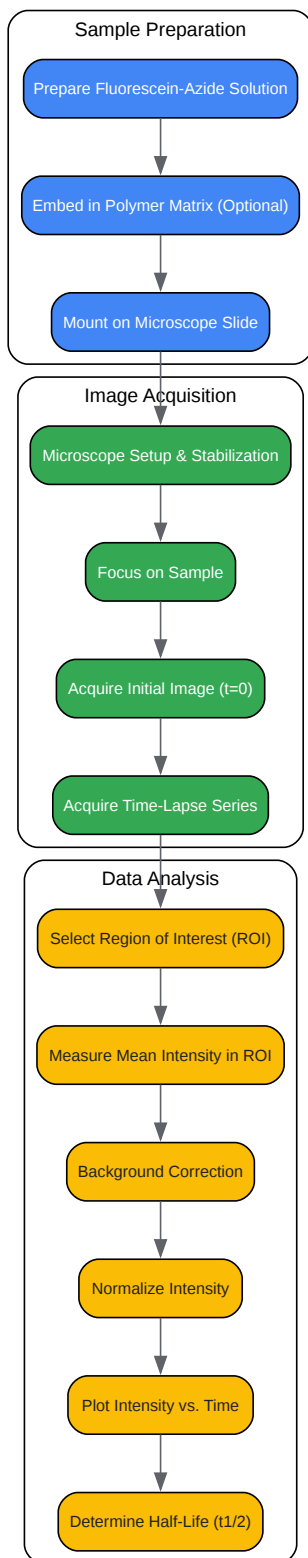 Sample Preparation
Prepare Fluorescein-Azide Solution
Embed in Polymer Matrix (Optional)
Mount on Microscope Slide
Image Acquisition
Microscope Setup & Stabilization
Focus on Sample
Acquire Initial Image (t=0)
Acquire Time-Lapse Series
Data Analysis
Select Region of Interest (ROI)
Measure Mean Intensity in ROI
Background Correction
Normalize Intensity
Plot Intensity vs. Time
Determine Half-Life (t1/2)